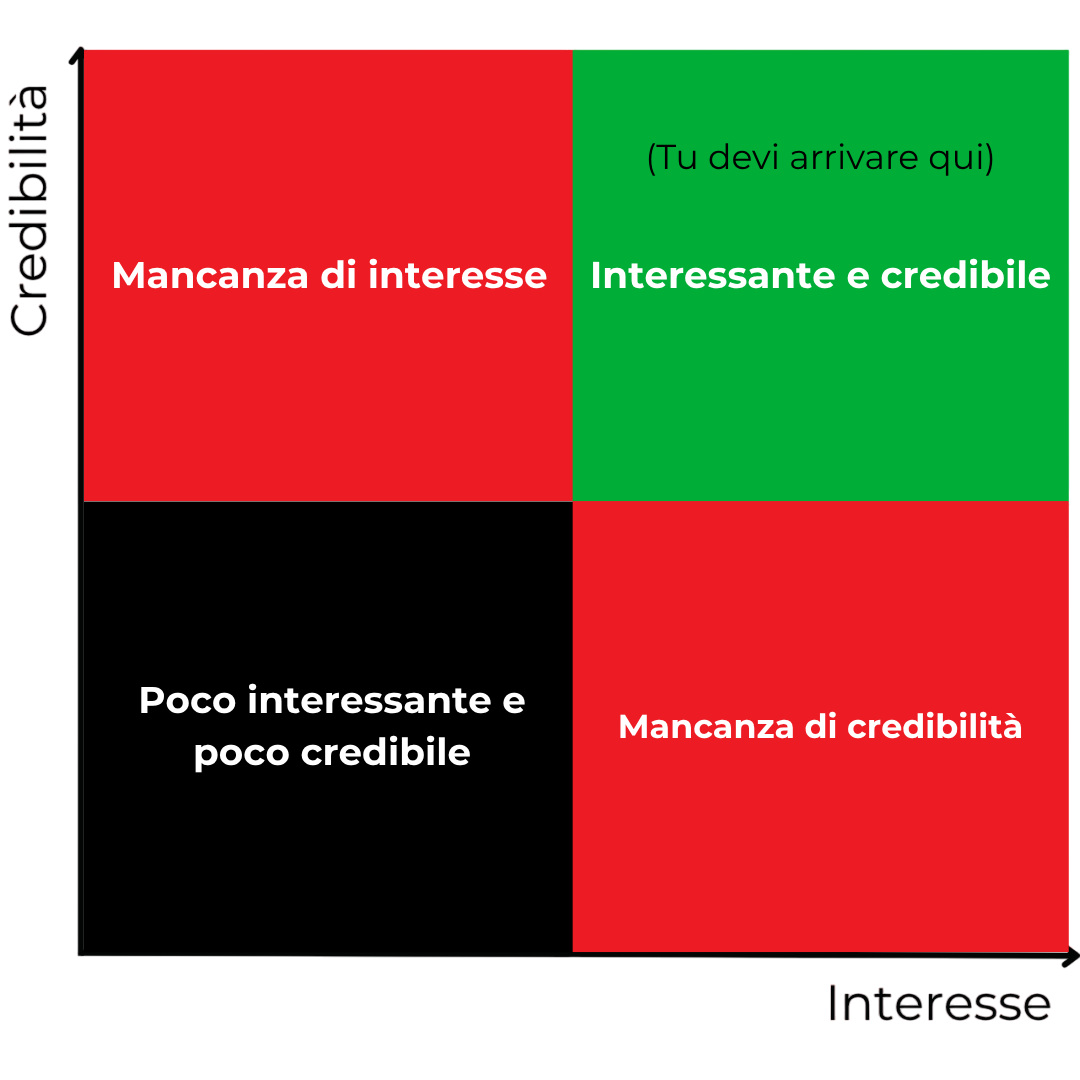 Credibilità
(Tu devi arrivare qui)
Mancanza di interesse
Interessante e credibile
Poco interessante e
poco credibile
Mancanza di credibilità
Interesse